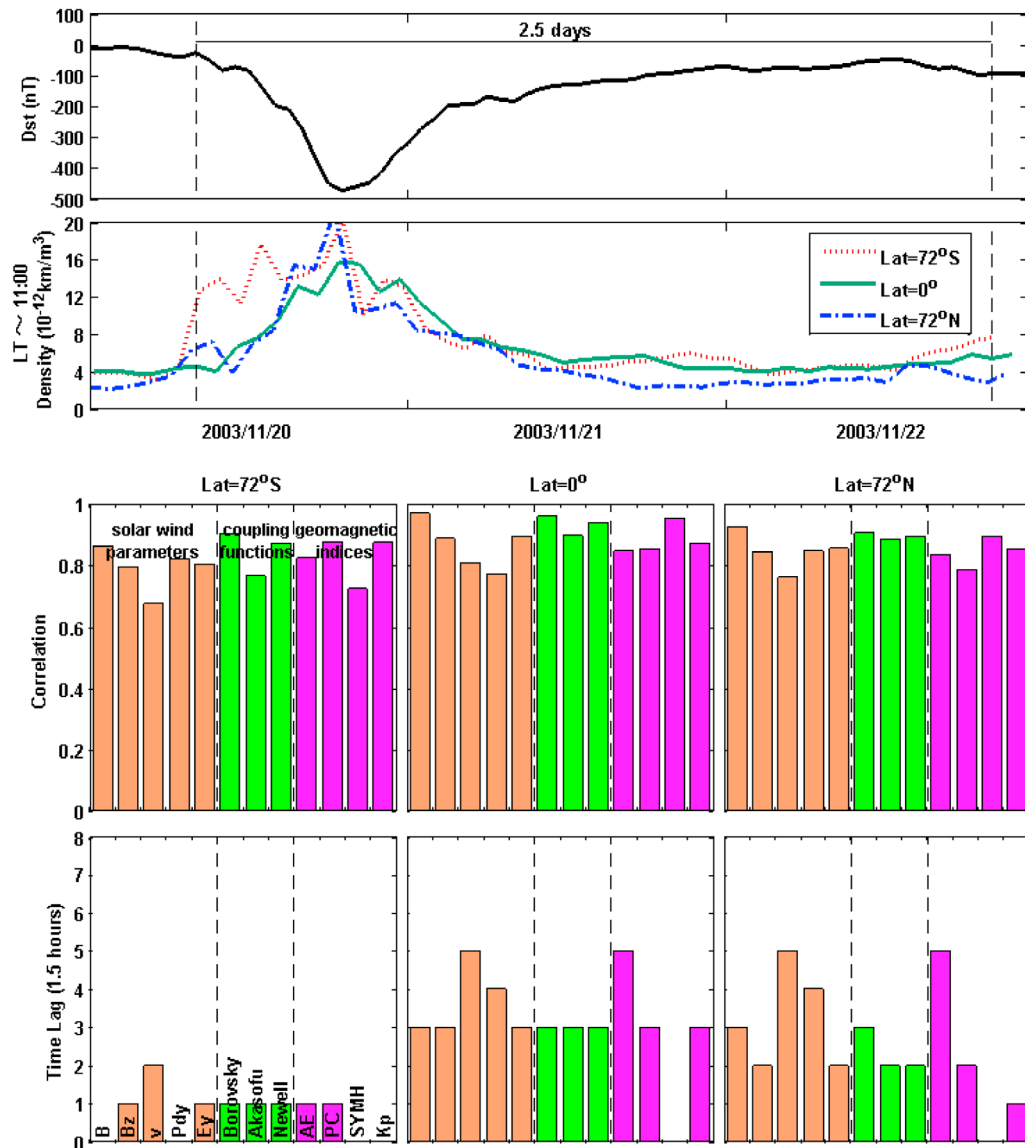 100
0
-100
-200
-300
-400
-500
Dst (nT)
2.5 days
20
16
12
8
4
0
LT ～ 11:00
Density (10⁻¹²km/m³)
Lat=72°S
Lat=0°
Lat=72°N
2003/11/20 2003/11/21 2003/11/22
Lat=72°S Lat=0° Lat=72°N
1
0.8
0.6
0.4
0.2
0
Correlation
solar wind coupling geomagnetic
parameters functions indices
8
7
6
5
4
3
2
1
0
Time Lag (1.5 hours)
B Bz v Pdy Ey Borovsky Akasofu Newell AE PC SYMH Kp